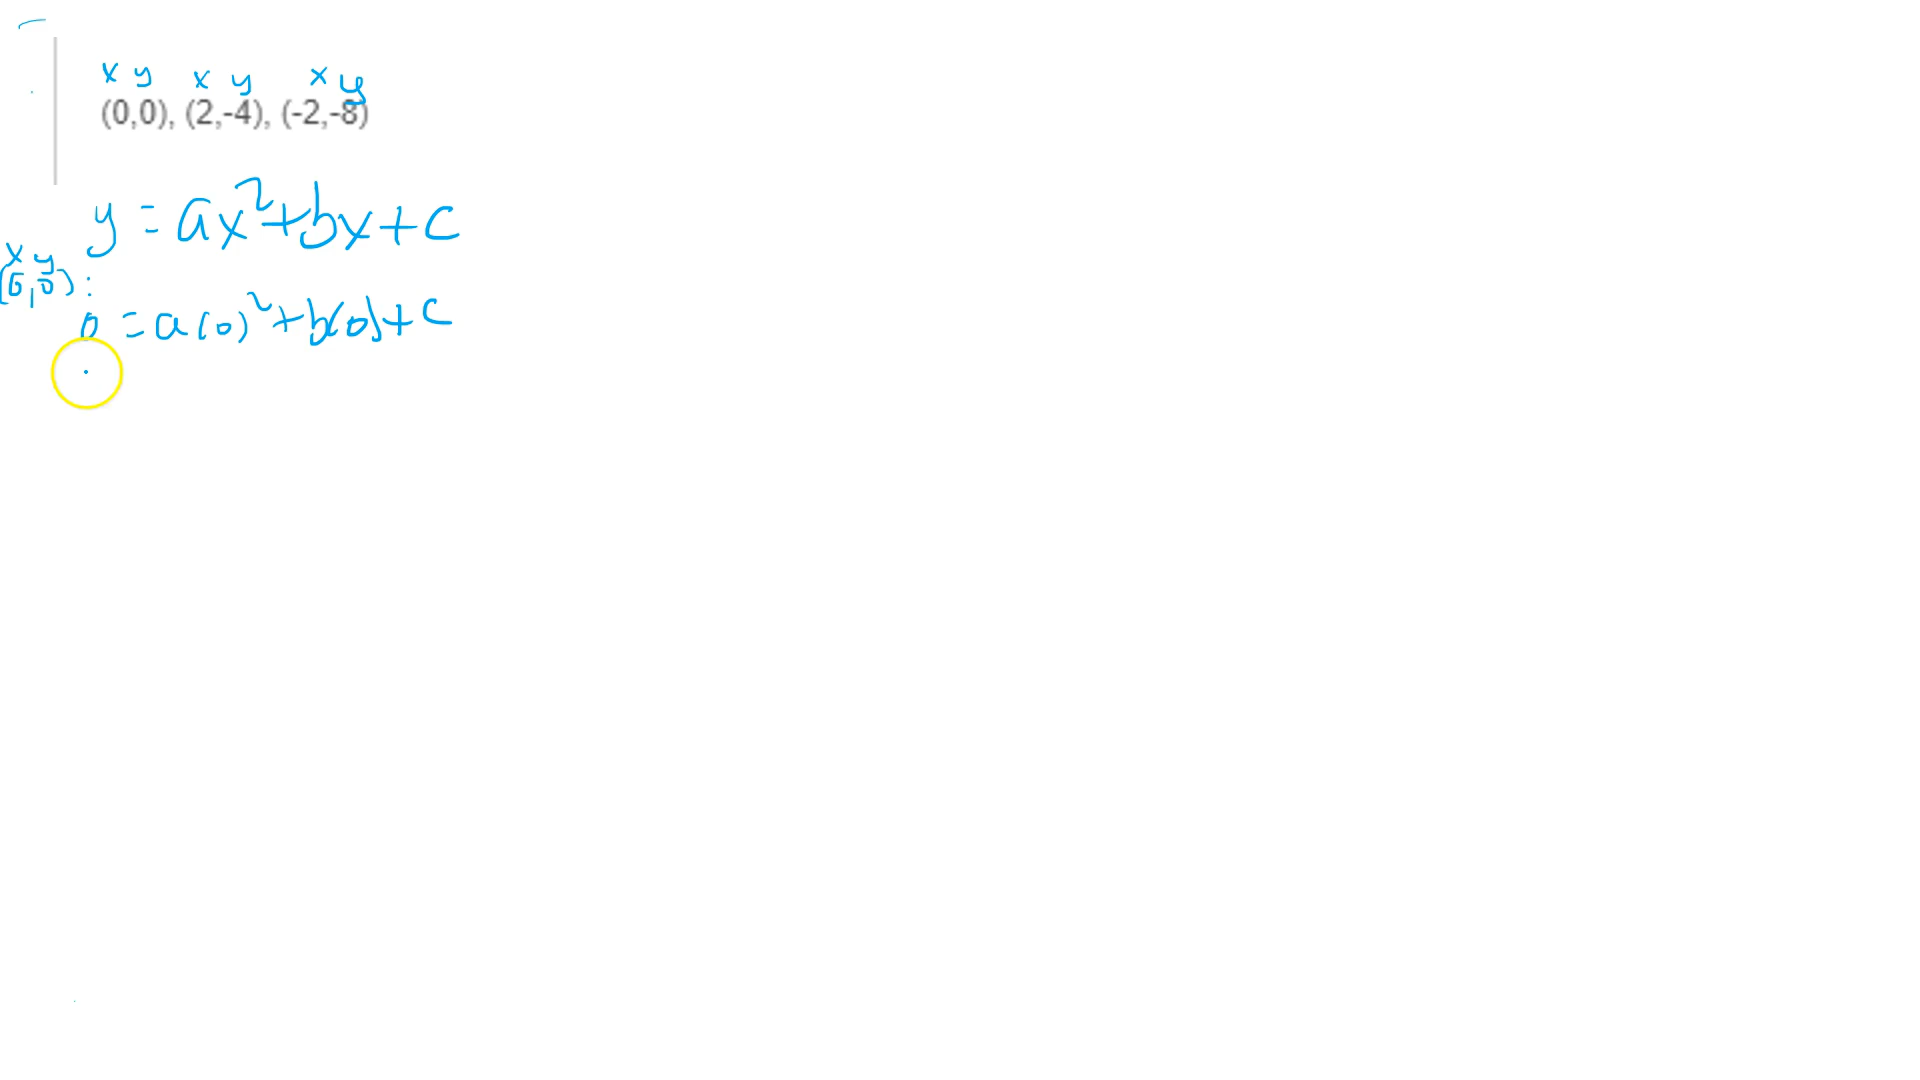 x y x y x y
(0,0), (2,-4), (-2,-8)
y = ax²+bx+c
x y
(0,0):
0 = a(0)²+b(0)+c